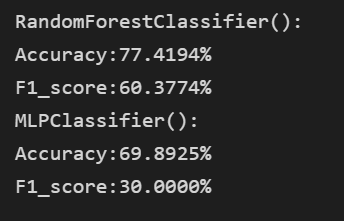 RandomForestClassifier():
Accuracy:77.4194%
F1_score:60.3774%
MLPClassifier():
Accuracy:69.8925%
F1_score:30.0000%